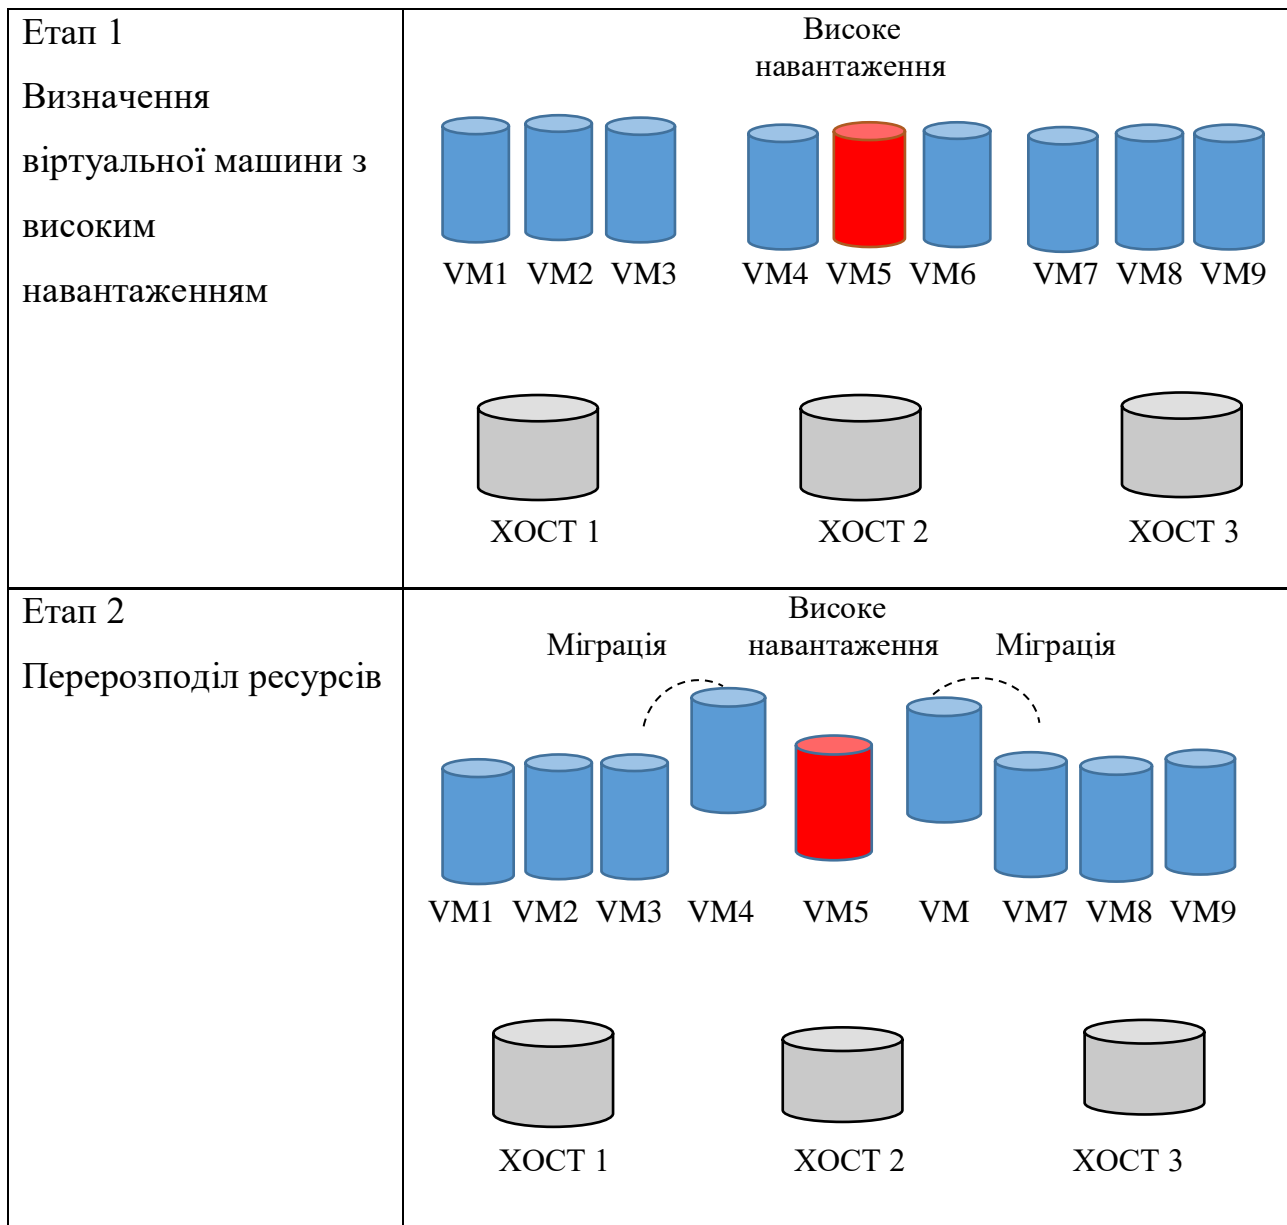 Етап 1
Визначення
віртуальної машини з
високим
навантаженням
Високе
навантаження
VM1 VM2 VM3 VM4 VM5 VM6 VM7 VM8 VM9
ХОСТ 1 ХОСТ 2 ХОСТ 3
Етап 2
Перерозподіл ресурсів
Високе
Міграція навантаження Міграція
VM1 VM2 VM3 VM4 VM5 VM VM7 VM8 VM9
ХОСТ 1 ХОСТ 2 ХОСТ 3